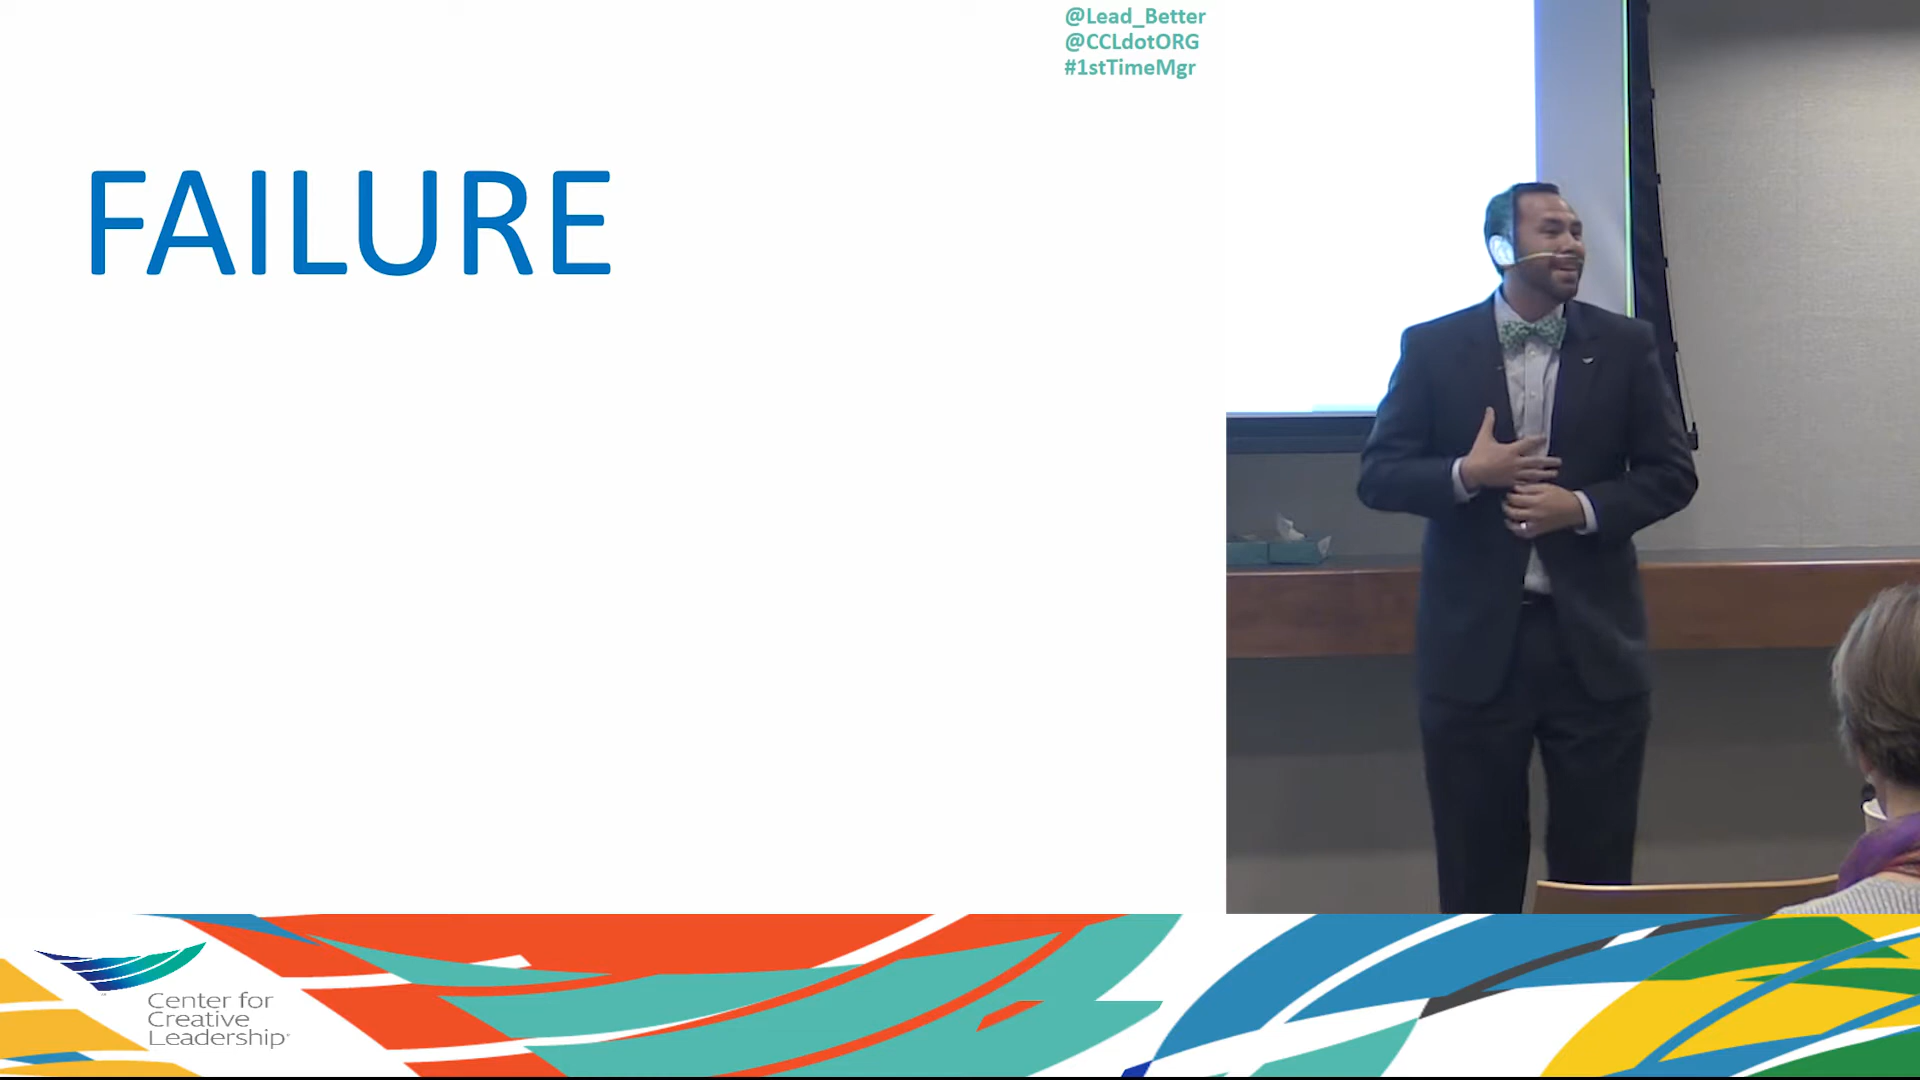 @Lead_Better
@CCLdotORG
#1stTimeMgr
FAILURE
Center for
Creative
Leadership